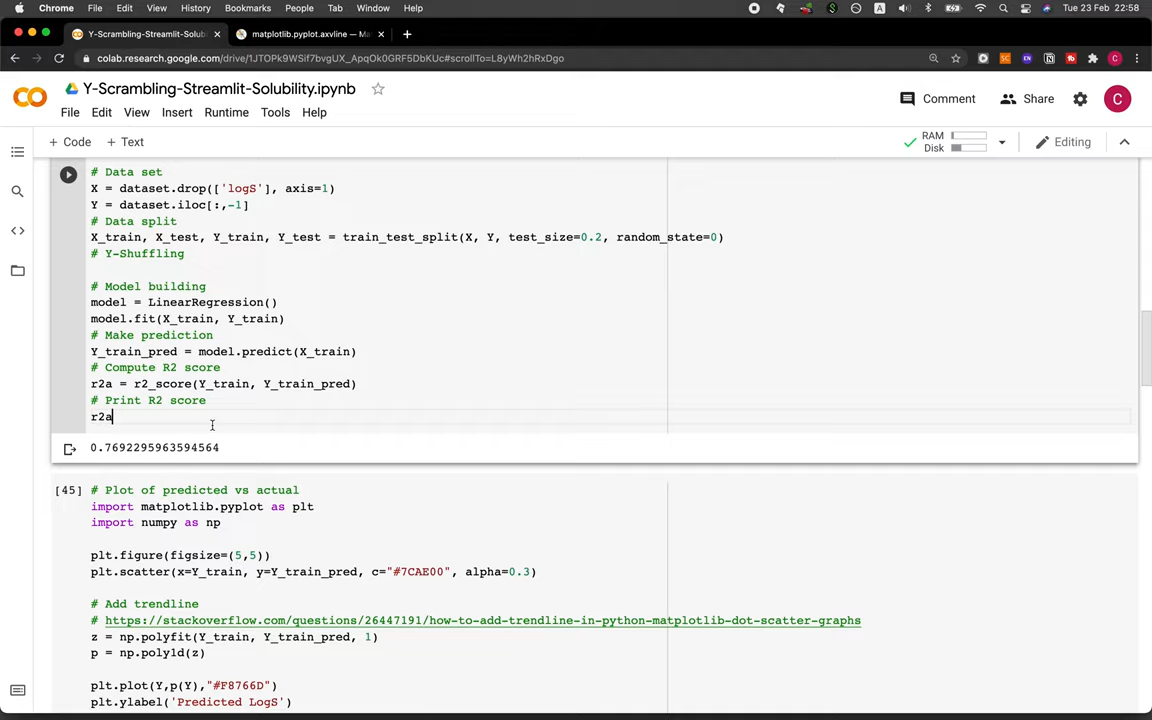 Chrome File Edit View History Bookmarks People Tab Window Help
A Tue 23 Feb 22:58
Y-Scrambling-Streamlit-Solubi
matplotlib.pyplot.axvline — Ma
colab.research.google.com/drive/1JTOPk9WSif7bvgUX_ApqOk0GRF5DbKUc#scrollTo=L8yWh2hRxDgo
C
CO
Y-Scrambling-Streamlit-Solubility.ipynb
Comment Share C
File Edit View Insert Runtime Tools Help
+ Code + Text
RAM
Disk
Editing
# Data set
X = dataset.drop(['logS'], axis=1)
Y = dataset.iloc[:,-1]
# Data split
X_train, X_test, Y_train, Y_test = train_test_split(X, Y, test_size=0.2, random_state=0)
# Y-Shuffling
# Model building
model = LinearRegression()
model.fit(X_train, Y_train)
# Make prediction
Y_train_pred = model.predict(X_train)
# Compute R2 score
r2a = r2_score(Y_train, Y_train_pred)
# Print R2 score
r2a
0.7692295963594564
[45] # Plot of predicted vs actual
import matplotlib.pyplot as plt
import numpy as np
plt.figure(figsize=(5,5))
plt.scatter(x=Y_train, y=Y_train_pred, c="#7CAE00", alpha=0.3)
# Add trendline
# https://stackoverflow.com/questions/26447191/how-to-add-trendline-in-python-matplotlib-dot-scatter-graphs
z = np.polyfit(Y_train, Y_train_pred, 1)
p = np.poly1d(z)
plt.plot(Y,p(Y),"#F8766D")
plt.ylabel('Predicted LogS')